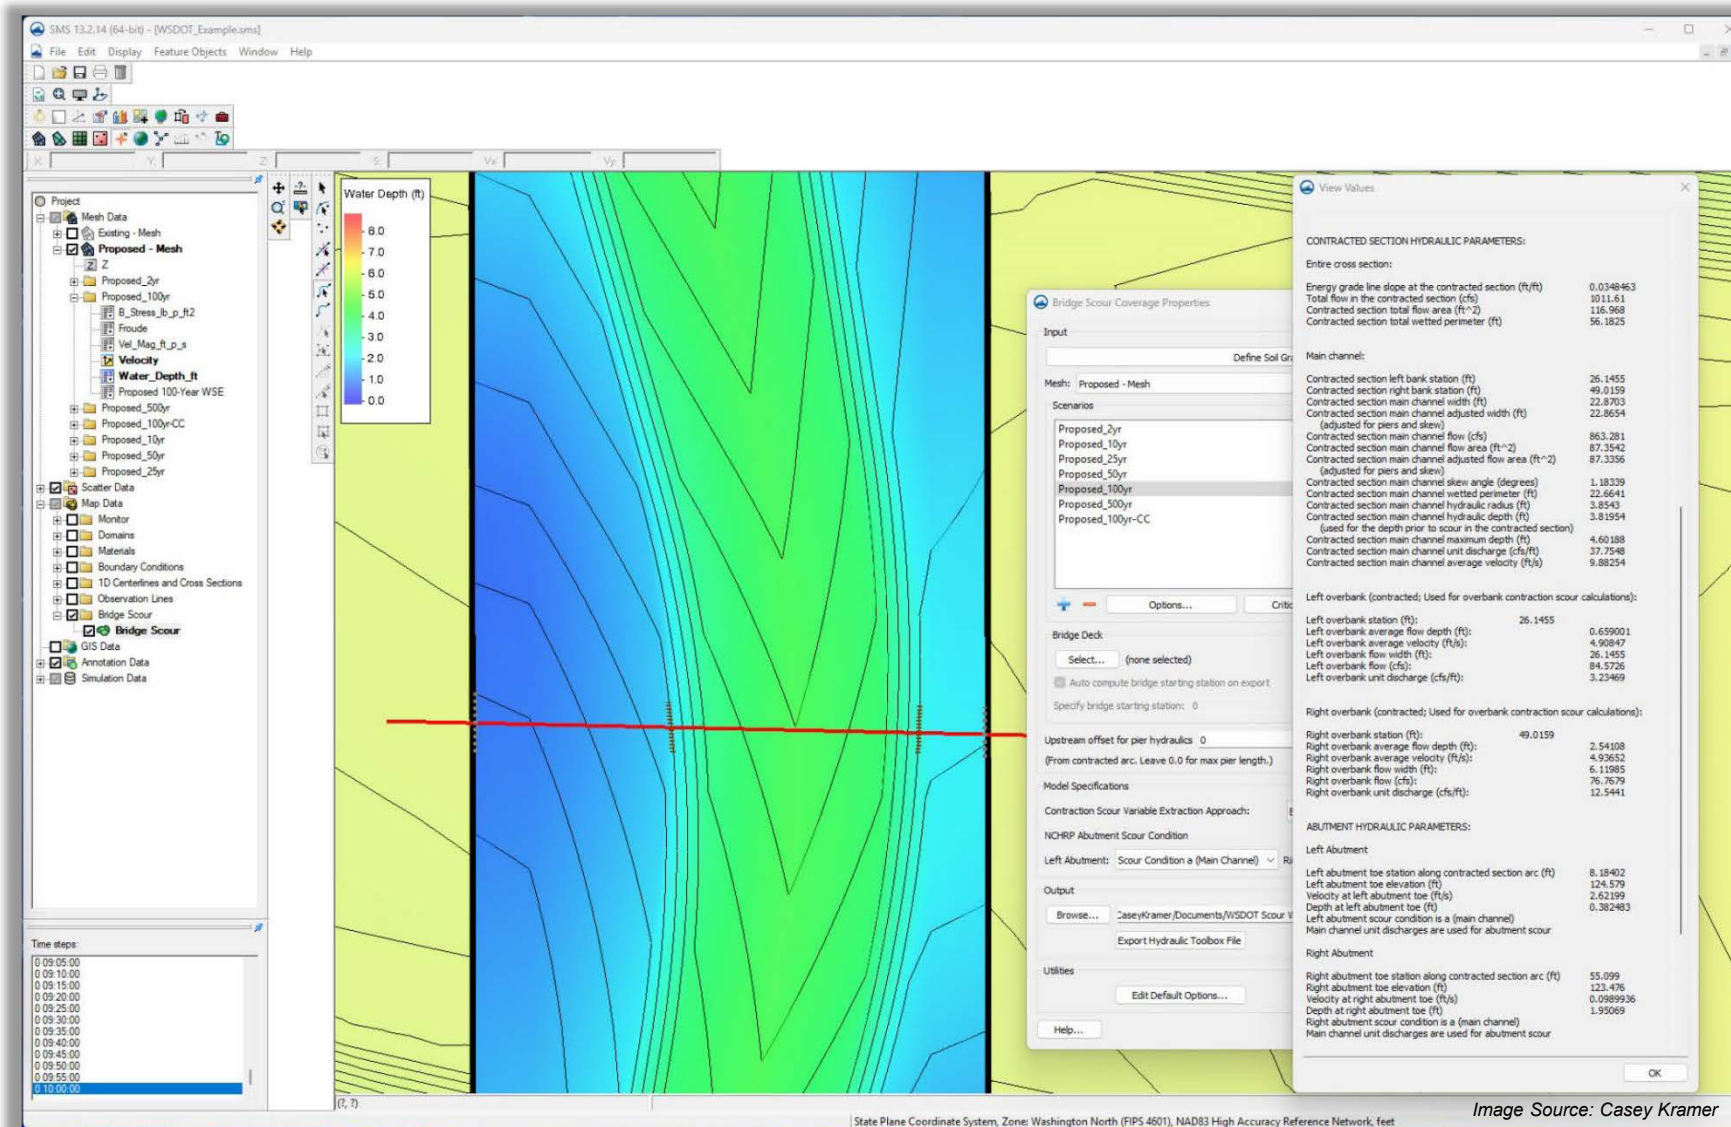 SMS 13.2.14 (64-bit) - [WSDOT_Example.sms]
File Edit Display Feature Objects Window Help
X: Y: Z: S: Vx: Vy:
Project
Mesh Data
Existing - Mesh
Proposed - Mesh
Z Z
Proposed_2yr
Proposed_100yr
B_Stress_lb_p_ft2
Froude
Vel_Mag_ft_p_s
Velocity
Water_Depth_ft
Proposed 100-Year WSE
Proposed_500yr
Proposed_100yr-CC
Proposed_10yr
Proposed_50yr
Proposed_25yr
Scatter Data
Map Data
Monitor
Domains
Materials
Boundary Conditions
1D Centerlines and Cross Sections
Observation Lines
Bridge Scour
Bridge Scour
GIS Data
Annotation Data
Simulation Data
Time steps:
0 09:05:00
0 09:10:00
0 09:15:00
0 09:20:00
0 09:25:00
0 09:30:00
0 09:35:00
0 09:40:00
0 09:45:00
0 09:50:00
0 09:55:00
0 10:00:00
Water Depth (ft)
8.0
7.0
6.0
5.0
4.0
3.0
2.0
1.0
0.0
(?, ?)
Bridge Scour Coverage Properties
Input
Define Soil Gra
Mesh: Proposed - Mesh
Scenarios
Proposed_2yr
Proposed_10yr
Proposed_25yr
Proposed_50yr
Proposed_100yr
Proposed_500yr
Proposed_100yr-CC
Options... Critic
Bridge Deck
Select... (none selected)
Auto compute bridge starting station on export
Specify bridge starting station: 0
Upstream offset for pier hydraulics 0
(From contracted arc. Leave 0.0 for max pier length.)
Model Specifications
Contraction Scour Variable Extraction Approach:
NCHRP Abutment Scour Condition
Left Abutment: Scour Condition a (Main Channel) Ri
Output
Browse... CaseyKramer/Documents/WSDOT Scour W
Export Hydraulic Toolbox File
Utilities
Edit Default Options...
Help...
View Values
CONTRACTED SECTION HYDRAULIC PARAMETERS:
Entire cross section:
Energy grade line slope at the contracted section (ft/ft) 0.0348463
Total flow in the contracted section (cfs) 1011.61
Contracted section total flow area (ft^2) 116.968
Contracted section total wetted perimeter (ft) 56.1825
Main channel:
Contracted section left bank station (ft) 26.1455
Contracted section right bank station (ft) 49.0159
Contracted section main channel width (ft) 22.8703
Contracted section main channel adjusted width (ft) 22.8654
(adjusted for piers and skew)
Contracted section main channel flow (cfs) 863.281
Contracted section main channel flow area (ft^2) 87.3542
Contracted section main channel adjusted flow area (ft^2) 87.3356
(adjusted for piers and skew)
Contracted section main channel skew angle (degrees) 1.18339
Contracted section main channel wetted perimeter (ft) 22.6641
Contracted section main channel hydraulic radius (ft) 3.8543
Contracted section main channel hydraulic depth (ft) 3.81954
(used for the depth prior to scour in the contracted section)
Contracted section main channel maximum depth (ft) 4.60188
Contracted section main channel unit discharge (cfs/ft) 37.7548
Contracted section main channel average velocity (ft/s) 9.88254
Left overbank (contracted; Used for overbank contraction scour calculations):
Left overbank station (ft): 26.1455
Left overbank average flow depth (ft): 0.659001
Left overbank average velocity (ft/s): 4.90847
Left overbank flow width (ft): 26.1455
Left overbank flow (cfs): 84.5726
Left overbank unit discharge (cfs/ft): 3.23469
Right overbank (contracted; Used for overbank contraction scour calculations):
Right overbank station (ft): 49.0159
Right overbank average flow depth (ft): 2.54108
Right overbank average velocity (ft/s): 4.93652
Right overbank flow width (ft): 6.11985
Right overbank flow (cfs): 76.7679
Right overbank unit discharge (cfs/ft): 12.5441
ABUTMENT HYDRAULIC PARAMETERS:
Left Abutment
Left abutment toe station along contracted section arc (ft) 8.18402
Left abutment toe elevation (ft) 124.579
Velocity at left abutment toe (ft/s) 2.62199
Depth at left abutment toe (ft) 0.382483
Left abutment scour condition is a (main channel)
Main channel unit discharges are used for abutment scour
Right Abutment
Right abutment toe station along contracted section arc (ft) 55.099
Right abutment toe elevation (ft) 123.476
Velocity at right abutment toe (ft/s) 0.0989936
Depth at right abutment toe (ft) 1.95069
Right abutment scour condition is a (main channel)
Main channel unit discharges are used for abutment scour
OK
Image Source: Casey Kramer
State Plane Coordinate System, Zone: Washington North (FIPS 4601), NAD83 High Accuracy Reference Network, feet